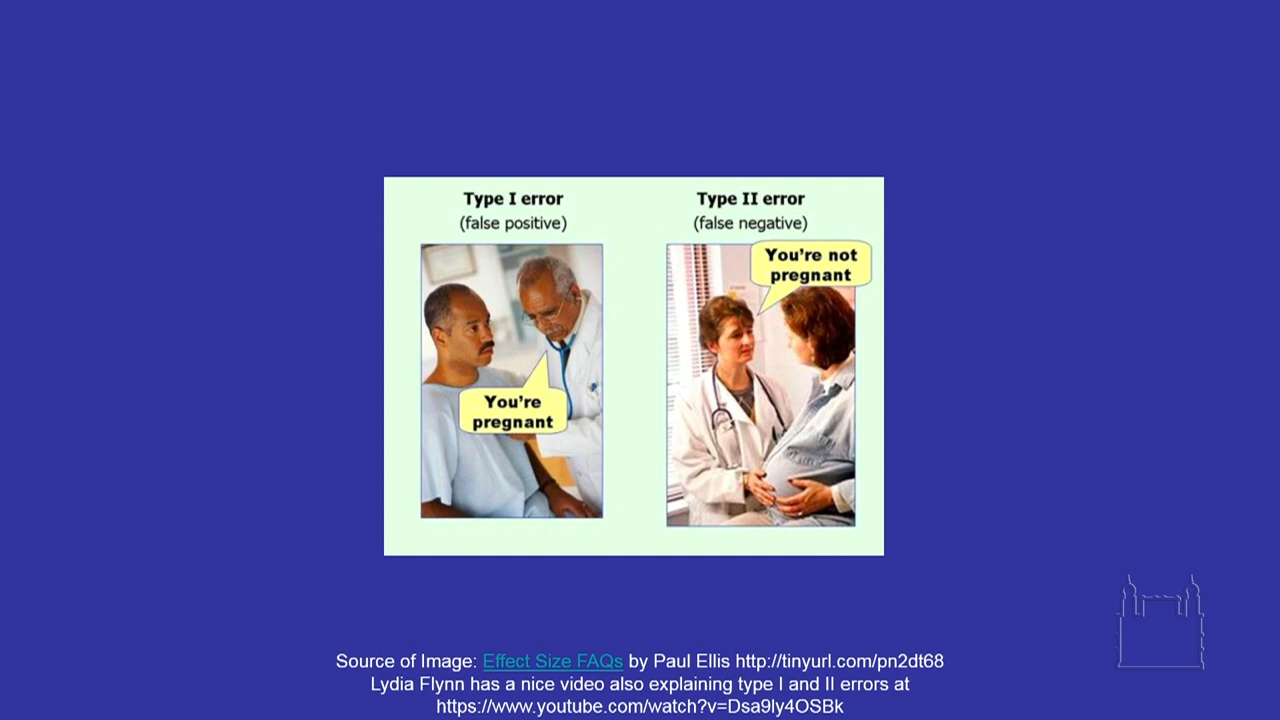 Type I error
(false positive)
You're
pregnant
Type II error
(false negative)
You're not
pregnant
Source of Image: Effect Size FAQs by Paul Ellis http://tinyurl.com/pn2dt68
Lydia Flynn has a nice video also explaining type I and II errors at
https://www.youtube.com/watch?v=Dsa9ly4OSBk